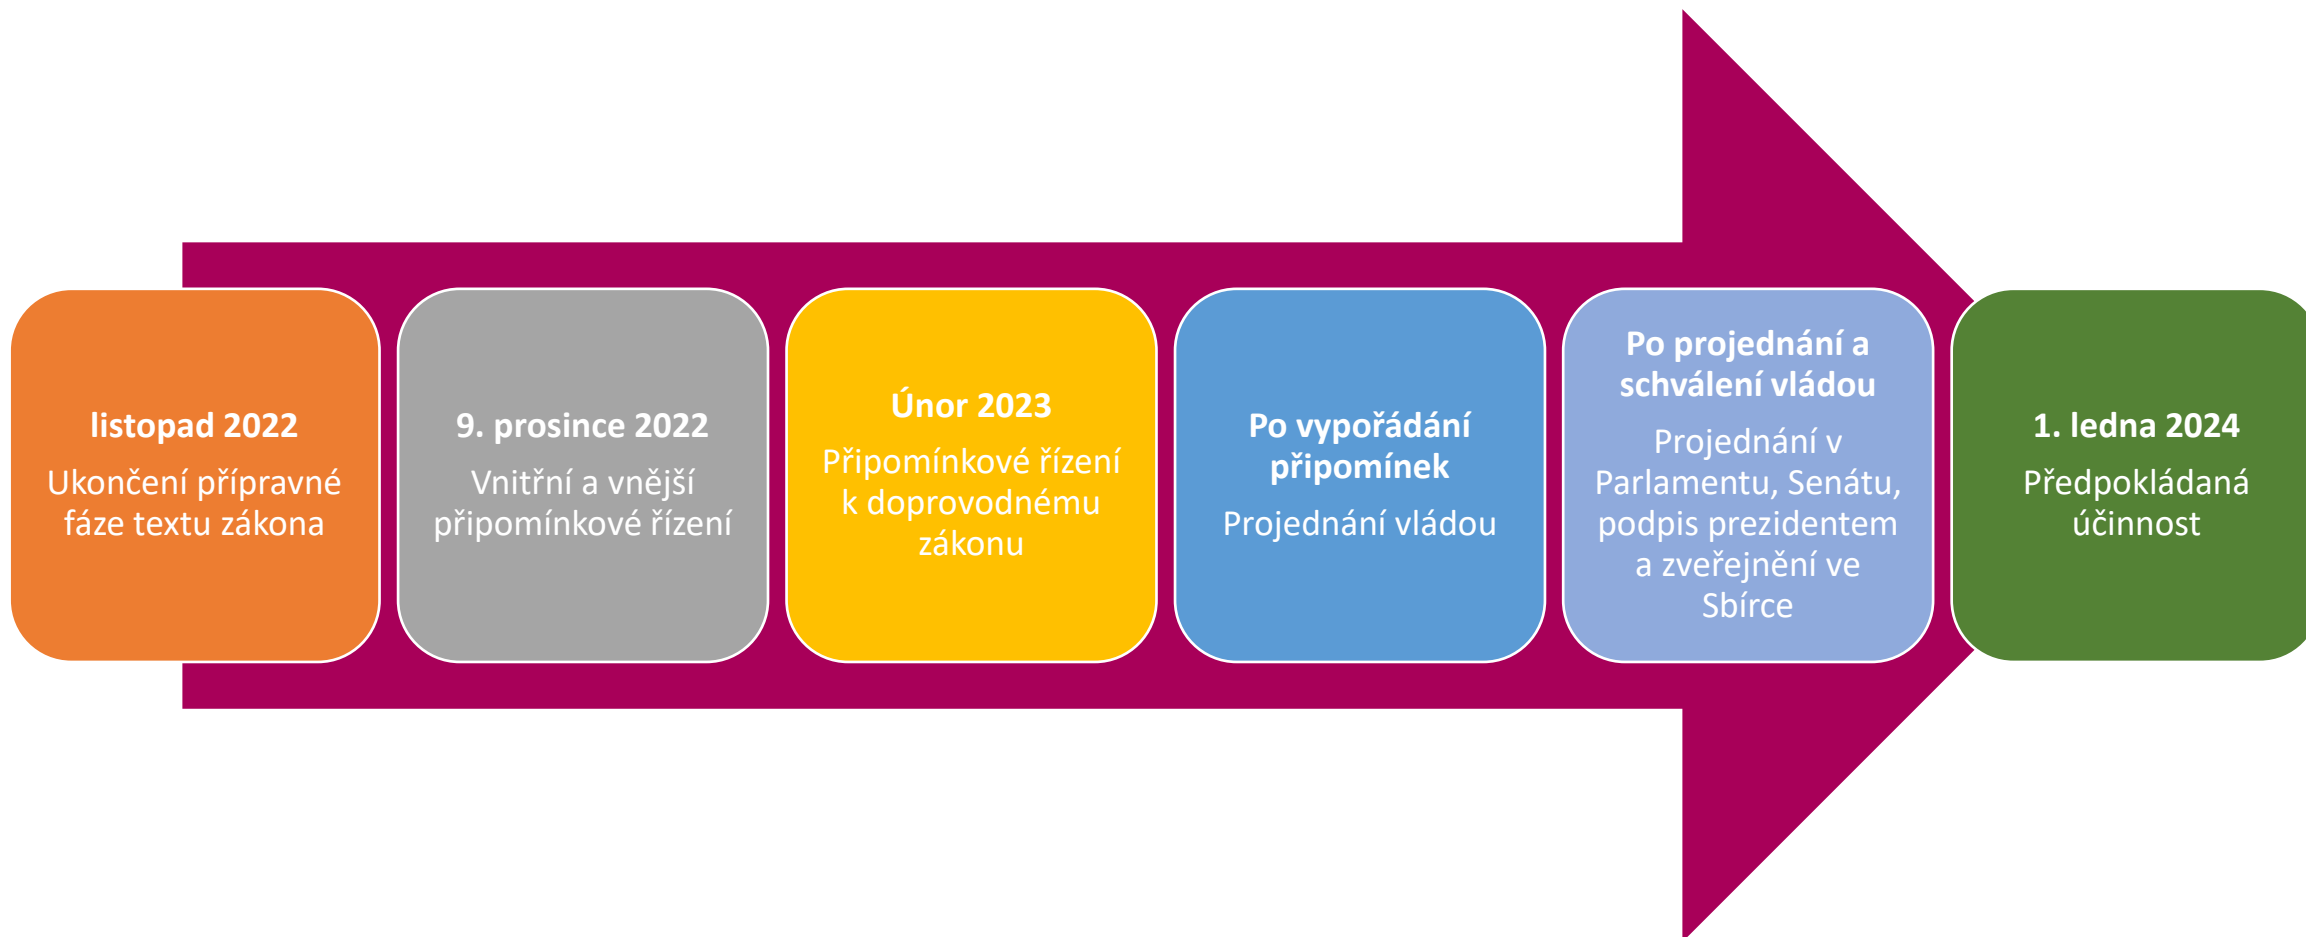 listopad 2022
Ukončení přípravné
fáze textu zákona
9. prosince 2022
Vnitřní a vnější
připomínkové řízení
Únor 2023
Připomínkové řízení
k doprovodnému
zákonu
Po vypořádání
připomínek
Projednání vládou
Po projednání a
schválení vládou
Projednání v
Parlamentu, Senátu,
podpis prezidentem
a zveřejnění ve
Sbírce
1. ledna 2024
Předpokládaná
účinnost